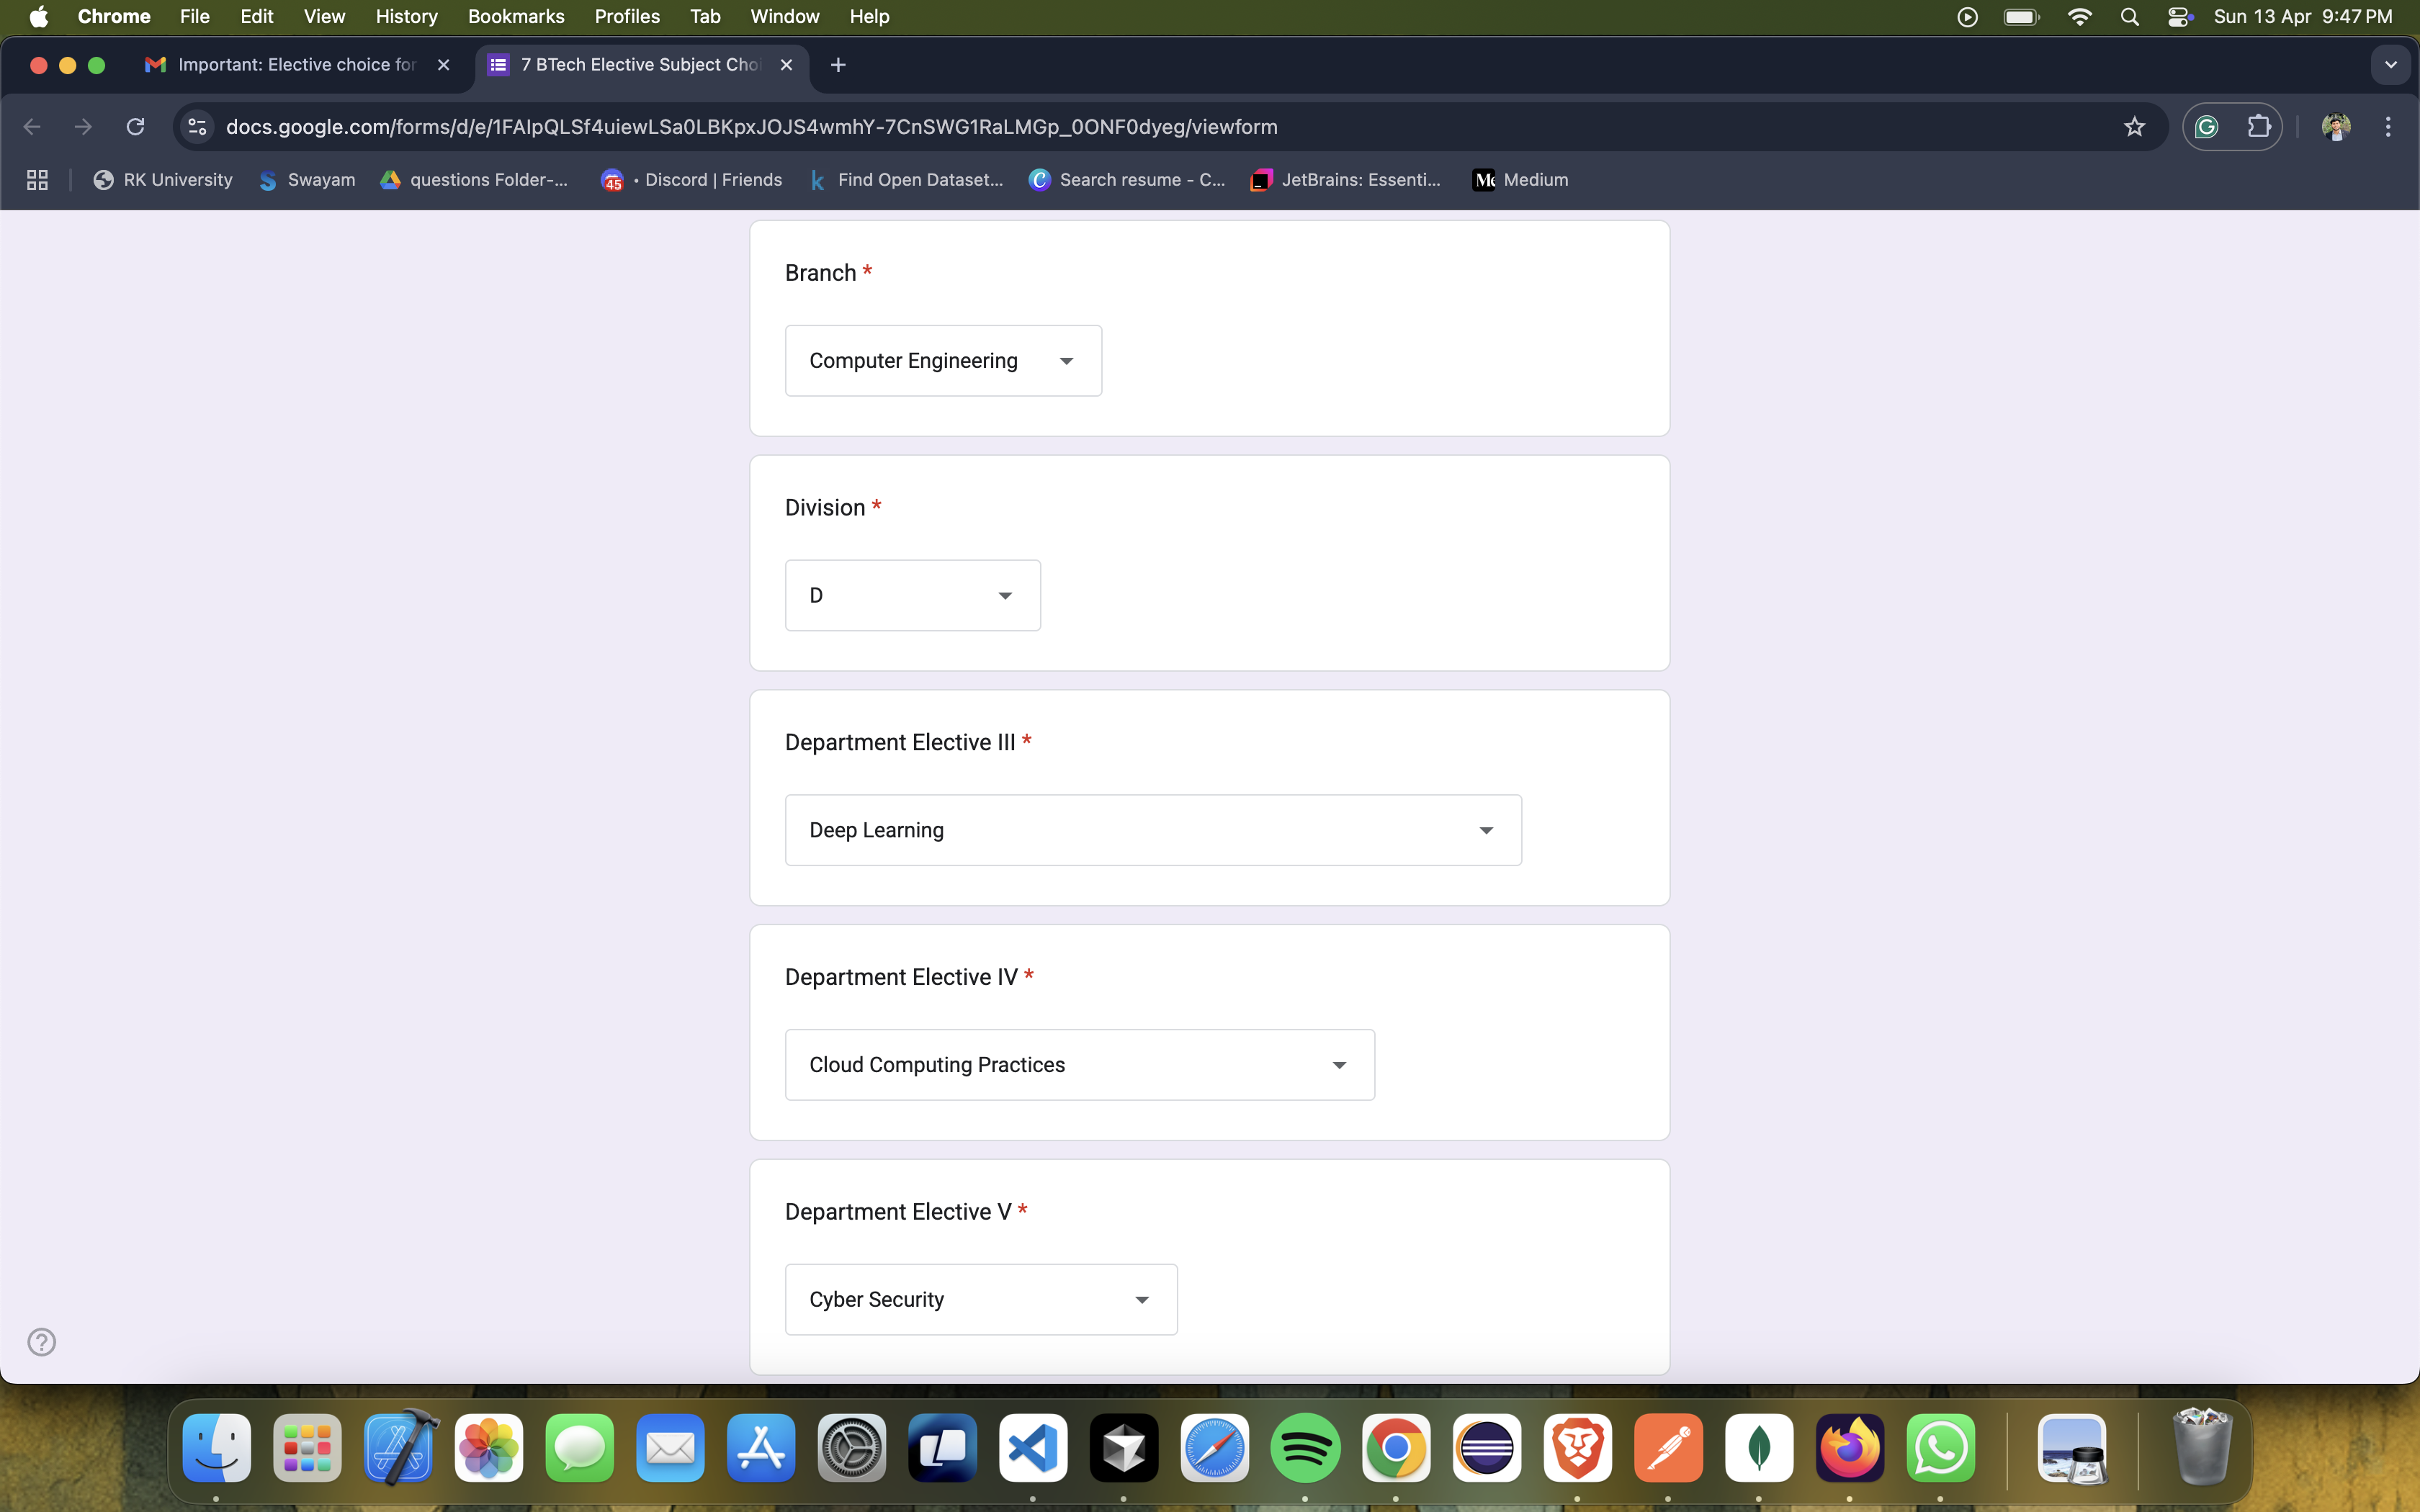 Chrome File Edit View History Bookmarks Profiles Tab Window Help Sun 13 Apr 9:47 PM
Important: Elective choice for
7 BTech Elective Subject Choi
docs.google.com/forms/d/e/1FAIpQLSf4uiewLSa0LBKpxJOJS4wmhY-7CnSWG1RaLMGp_0ONF0dyeg/viewform
RK University Swayam questions Folder-... 45 • Discord | Friends Find Open Dataset... Search resume - C... JetBrains: Essenti... Medium
Branch *
Computer Engineering
Division *
D
Department Elective III *
Deep Learning
Department Elective IV *
Cloud Computing Practices
Department Elective V *
Cyber Security